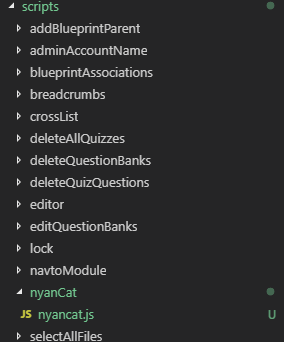 scripts
addBlueprintParent
adminAccountName
blueprintAssociations
breadcrumbs
crossList
deleteAllQuizzes
deleteQuestionBanks
deleteQuizQuestions
editor
editQuestionBanks
lock
navtoModule
nyanCat
JS nyancat.js U
selectAllFiles